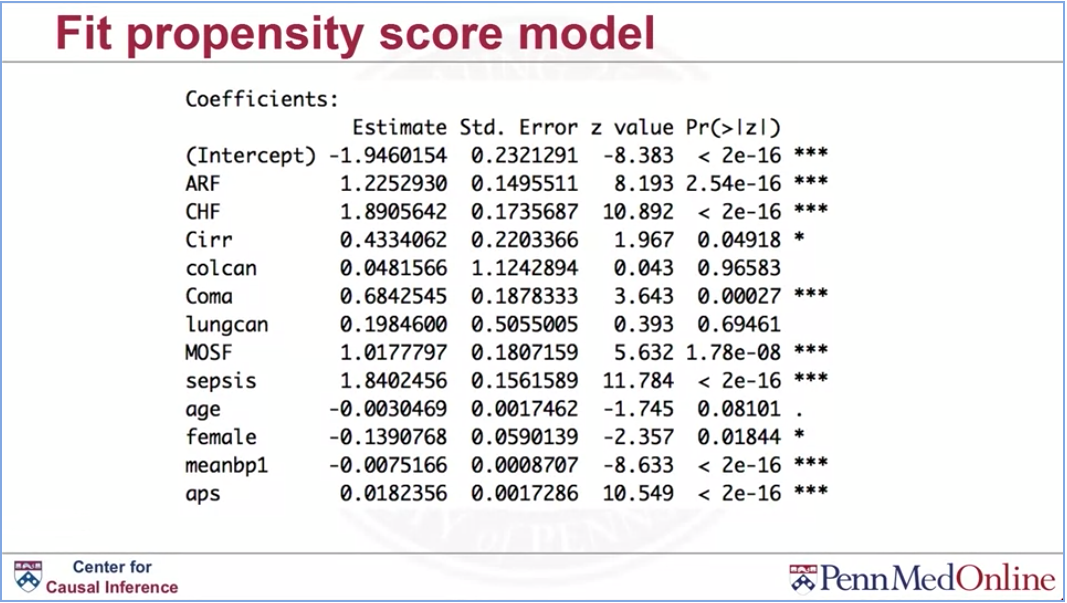 Fit propensity score model
Coefficients:
Estimate Std. Error z value Pr(>|z|)
(Intercept) -1.9460154 0.2321291 -8.383 < 2e-16 ***
ARF 1.2252930 0.1495511 8.193 2.54e-16 ***
CHF 1.8905642 0.1735687 10.892 < 2e-16 ***
Cirr 0.4334062 0.2203366 1.967 0.04918 *
colcan 0.0481566 1.1242894 0.043 0.96583
Coma 0.6842545 0.1878333 3.643 0.00027 ***
lungcan 0.1984600 0.5055005 0.393 0.69461
MOSF 1.0177797 0.1807159 5.632 1.78e-08 ***
sepsis 1.8402456 0.1561589 11.784 < 2e-16 ***
age -0.0030469 0.0017462 -1.745 0.08101 .
female -0.1390768 0.0590139 -2.357 0.01844 *
meanbp1 -0.0075166 0.0008707 -8.633 < 2e-16 ***
aps 0.0182356 0.0017286 10.549 < 2e-16 ***
Center for
Causal Inference
PennMedOnline